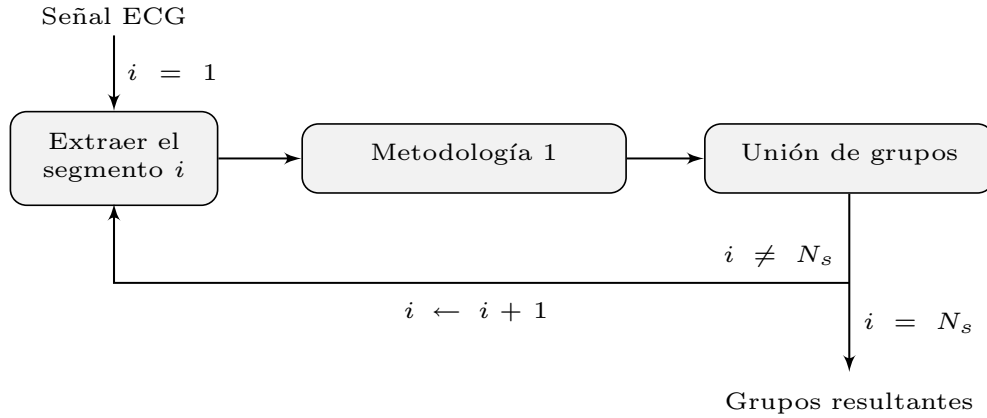 Señal ECG
i = 1
Extraer el
segmento i
Metodología 1
Unión de grupos
i ≠ N_s
i ← i + 1
i = N_s
Grupos resultantes